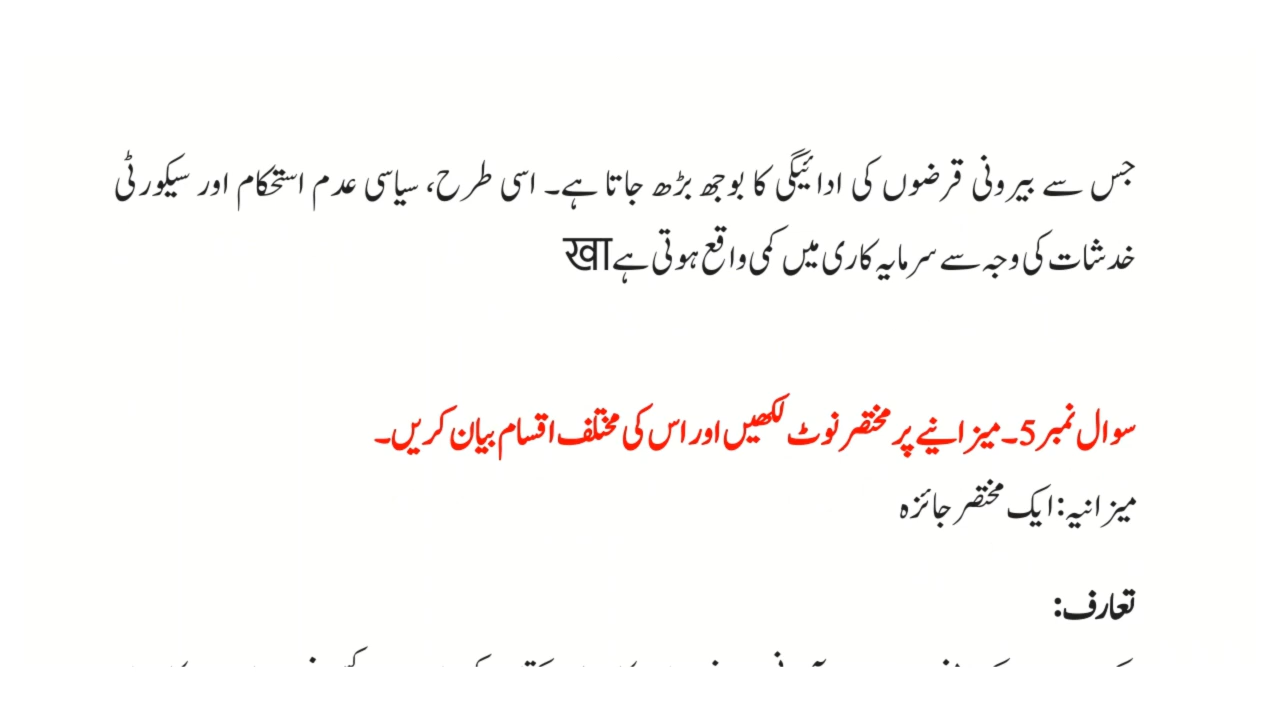 جس سے بیرونی قرضوں کی ادائیگی کا بوجھ بڑھ جاتا ہے۔ اسی طرح، سیاسی عدم استحکام اور سیکورٹی
خدشات کی وجہ سے سرمایہ کاری میں کمی واقع ہوتی ہےखा
سوال نمبر 5۔ میزانیے پر مختصر نوٹ لکھیں اور اس کی مختلف اقسام بیان کریں۔
میزانیہ: ایک مختصر جائزہ
تعارف: